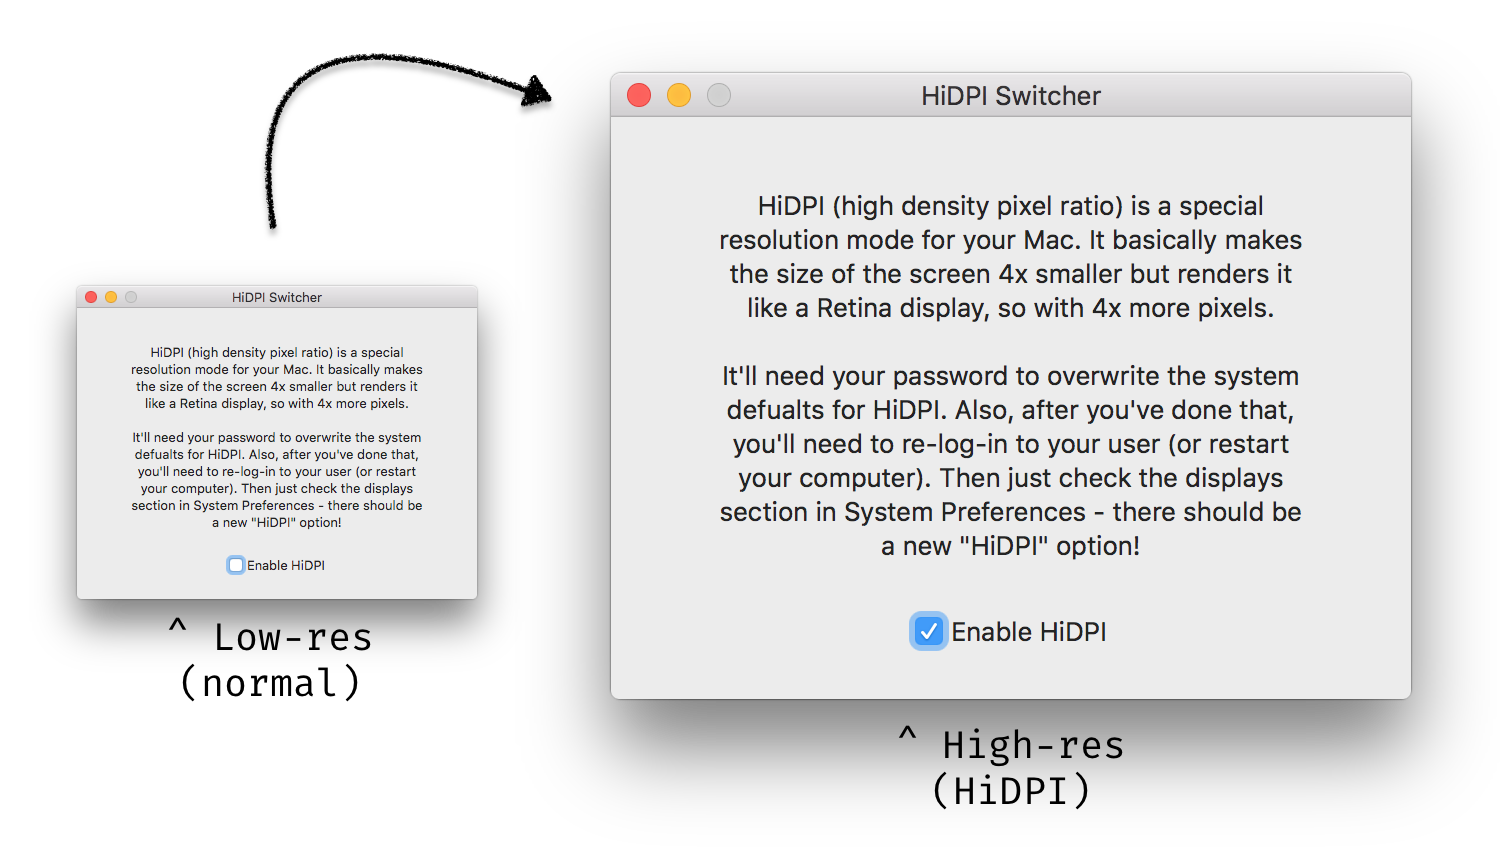 HiDPI Switcher
HiDPI (high density pixel ratio) is a special
resolution mode for your Mac. It basically makes
the size of the screen 4x smaller but renders it
like a Retina display, so with 4x more pixels.
It'll need your password to overwrite the system
defualts for HiDPI. Also, after you've done that,
you'll need to re-log-in to your user (or restart
your computer). Then just check the displays
section in System Preferences - there should be
a new "HiDPI" option!
Enable HiDPI
^ Low-res
(normal)
HiDPI Switcher
HiDPI (high density pixel ratio) is a special
resolution mode for your Mac. It basically makes
the size of the screen 4x smaller but renders it
like a Retina display, so with 4x more pixels.
It'll need your password to overwrite the system
defualts for HiDPI. Also, after you've done that,
you'll need to re-log-in to your user (or restart
your computer). Then just check the displays
section in System Preferences - there should be
a new "HiDPI" option!
Enable HiDPI
^ High-res
(HiDPI)